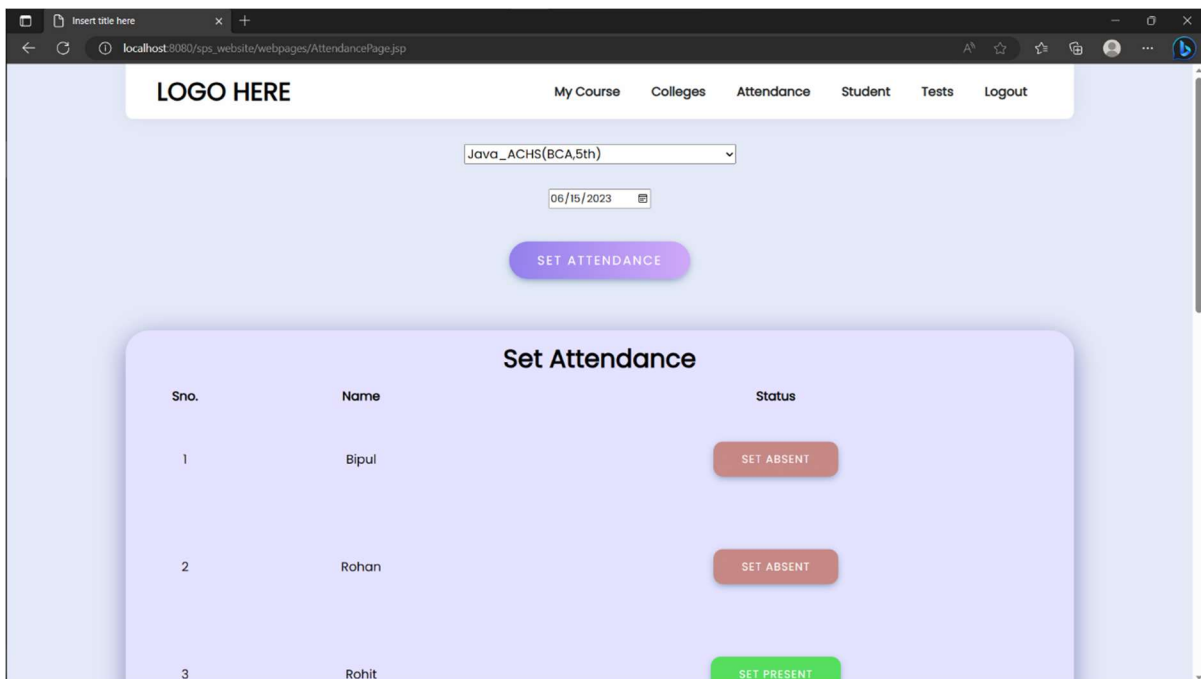 Insert title here
localhost:8080/sps_website/webpages/AttendancePage.jsp
LOGO HERE My Course Colleges Attendance Student Tests Logout
Java_ACHS(BCA,5th)
06/15/2023
SET ATTENDANCE
Set Attendance
Sno. Name Status
1 Bipul SET ABSENT
2 Rohan SET ABSENT
3 Rohit SET PRESENT